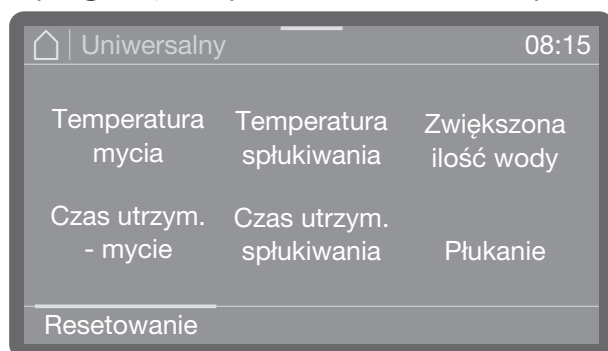 Uniwersalny 08:15
Temperatura Temperatura Zwiększona
mycia spłukiwania ilość wody
Czas utrzym. Czas utrzym.
- mycie spłukiwania Płukanie
Resetowanie